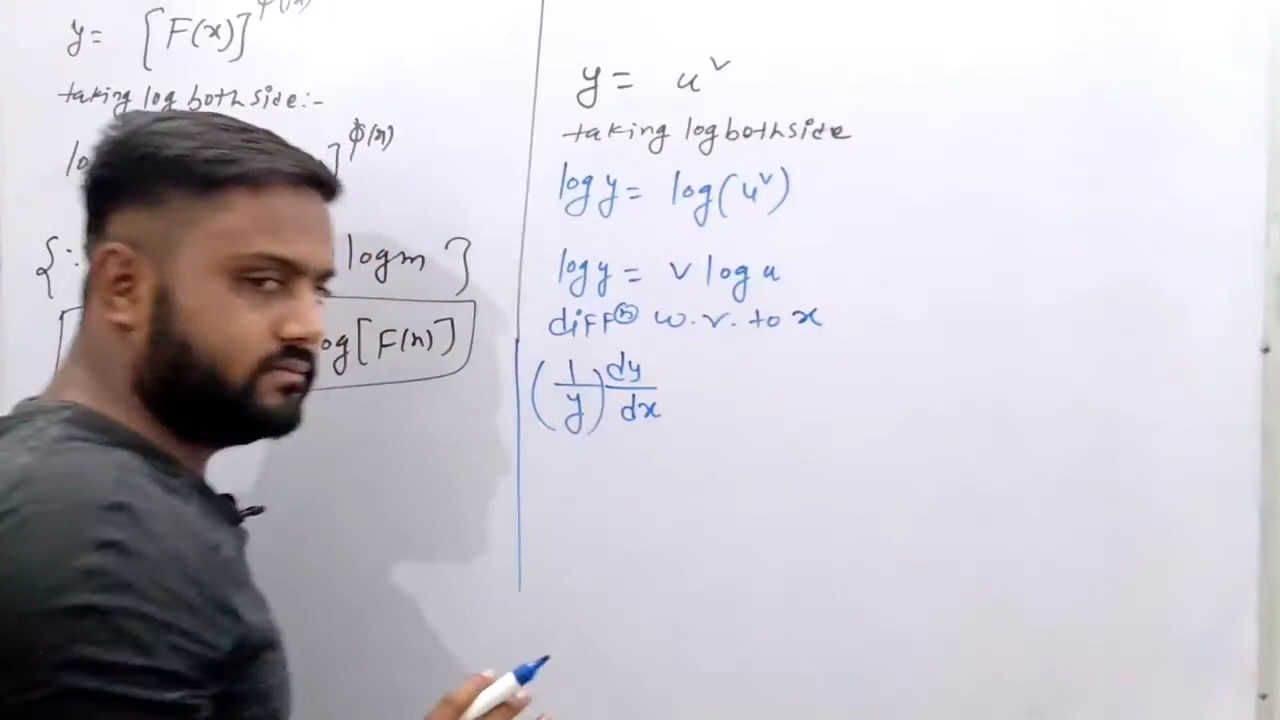 y = [F(x)]
taking log both side:-
]^ϕ(x)
{∵ logm }
log[F(x)]
y = u^v
taking log both side
log y = log(u^v)
log y = v log u
diff⒩ w.r. to x
(1/y) dy/dx